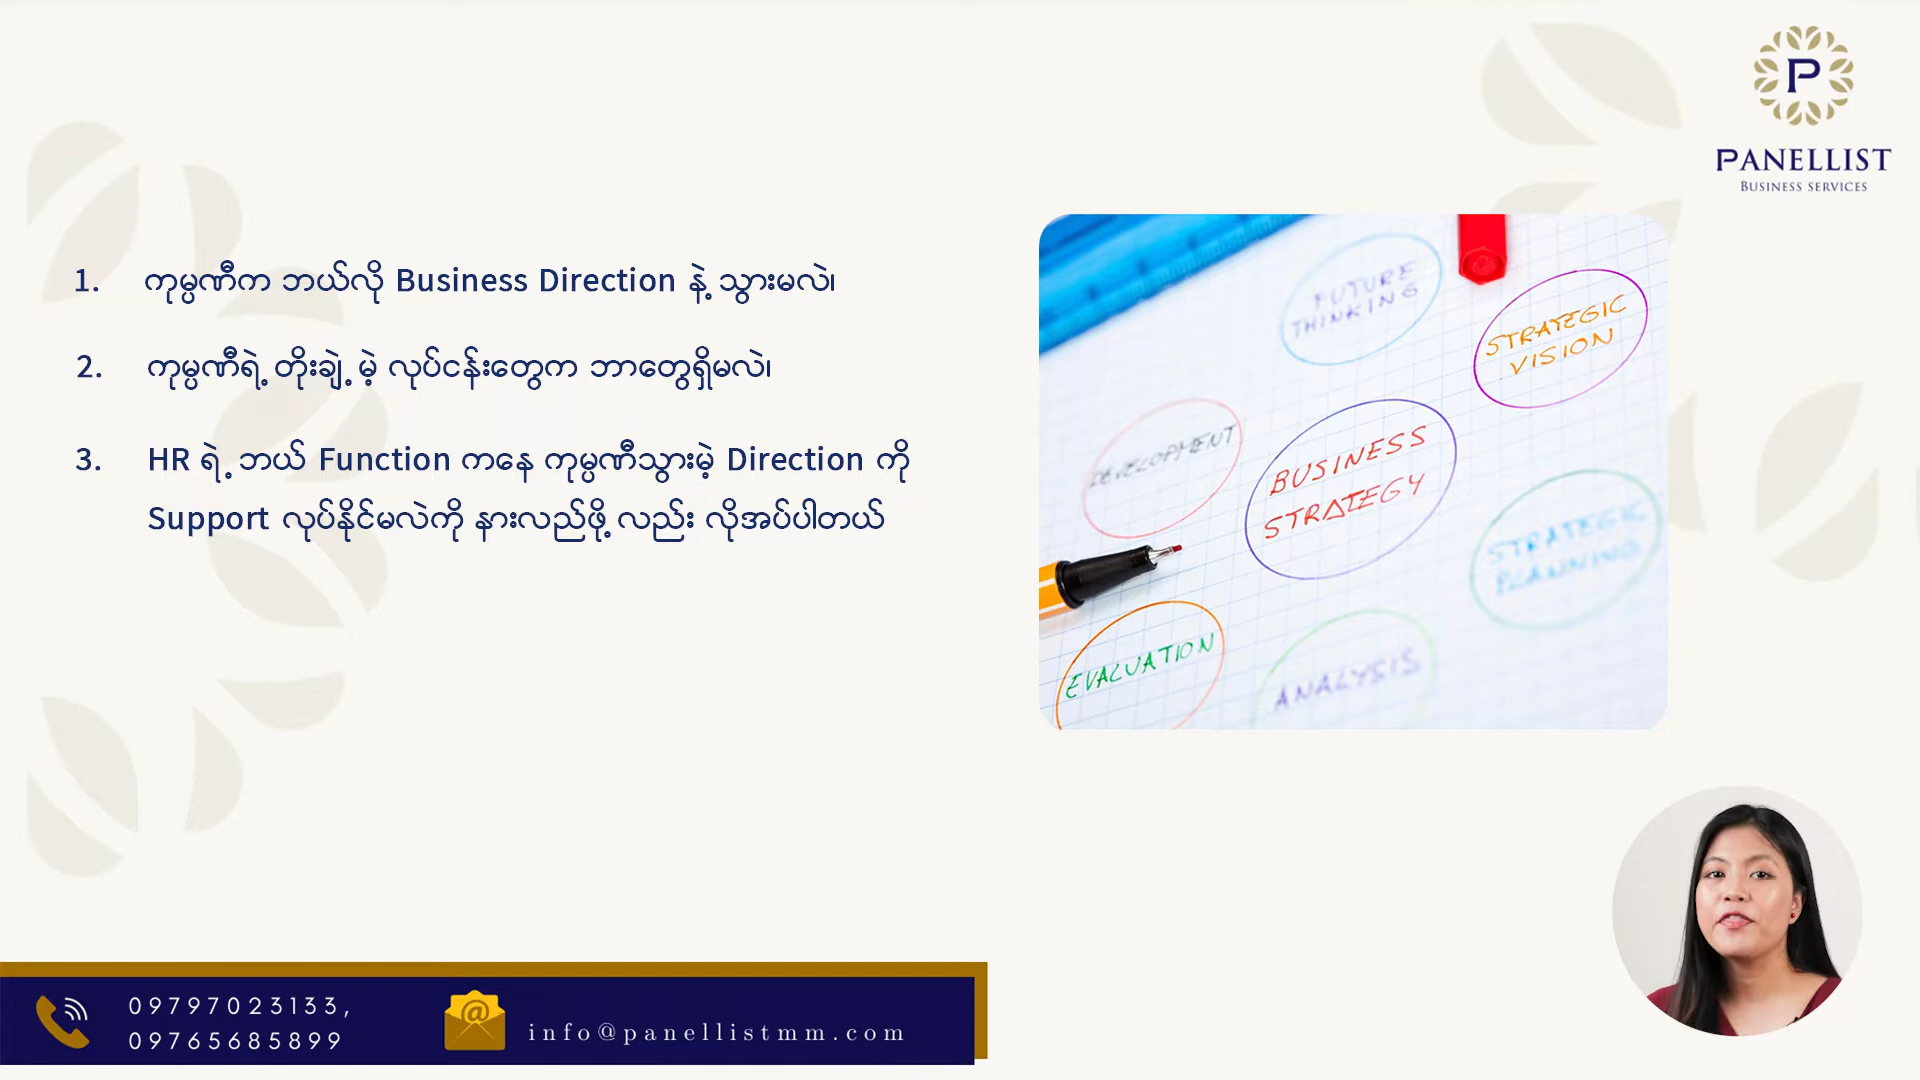 P
PANELLIST
BUSINESS SERVICES
1. ကုမ္ပဏီက ဘယ်လို Business Direction နဲ့ သွားမလဲ၊
2. ကုမ္ပဏီရဲ့ တိုးချဲ့ မဲ့ လုပ်ငန်းတွေက ဘာတွေရှိမလဲ၊
3. HR ရဲ့ ဘယ် Function ကနေ ကုမ္ပဏီသွားမဲ့ Direction ကို
Support လုပ်နိုင်မလဲကို နားလည်ဖို့ လည်း လိုအပ်ပါတယ်
FUTURE
THINKING
STRATEGIC
VISION
DEVELOPMENT
BUSINESS
STRATEGY
STRATEGIC
PLANNING
EVALUATION
ANALYSIS
09797023133,
09765685899
info@panellistmm.com